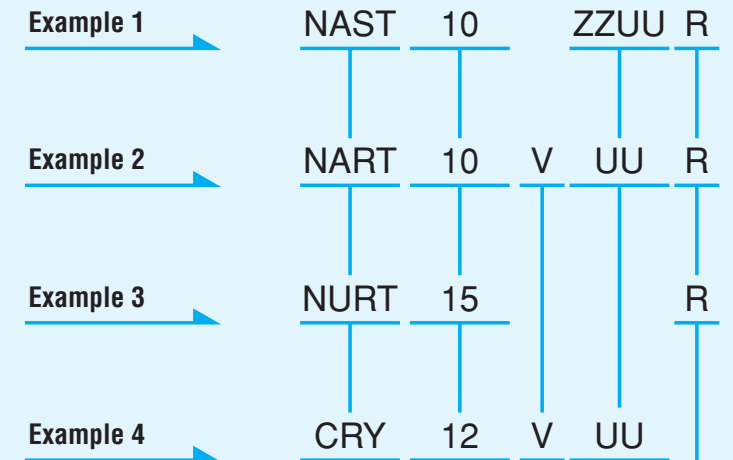 Example 1 NAST 10 ZZUU R
Example 2 NART 10 V UU R
Example 3 NURT 15 R
Example 4 CRY 12 V UU